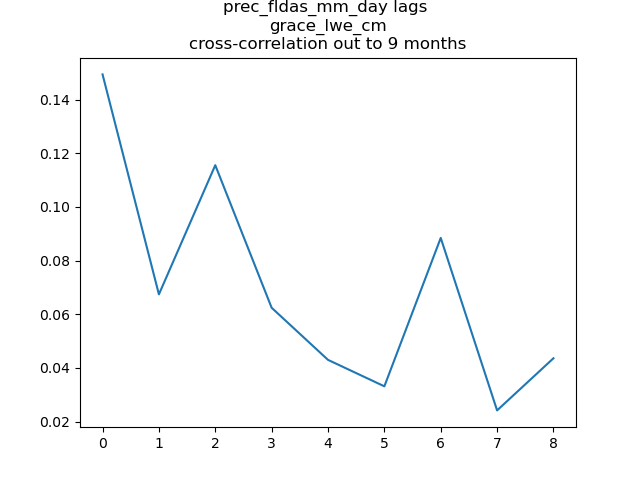 prec_fldas_mm_day lags
grace_lwe_cm
cross-correlation out to 9 months
0.14
0.12
0.10
0.08
0.06
0.04
0.02
0 1 2 3 4 5 6 7 8